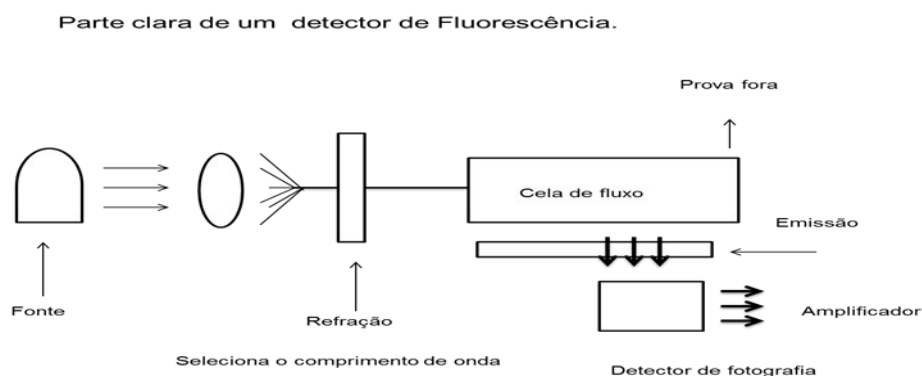 Parte clara de um detector de Fluorescência.
Prova fora
Cela de fluxo
Emissão
Fonte
Refração
Amplificador
Seleciona o comprimento de onda
Detector de fotografia